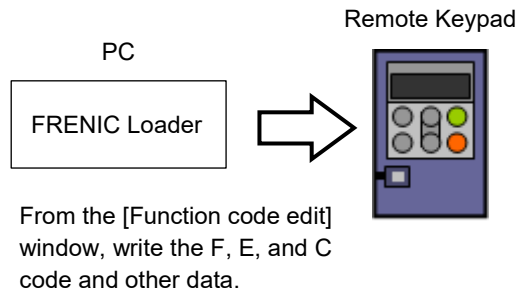 Remote Keypad
PC
FRENIC Loader
From the [Function code edit]
window, write the F, E, and C
code and other data.